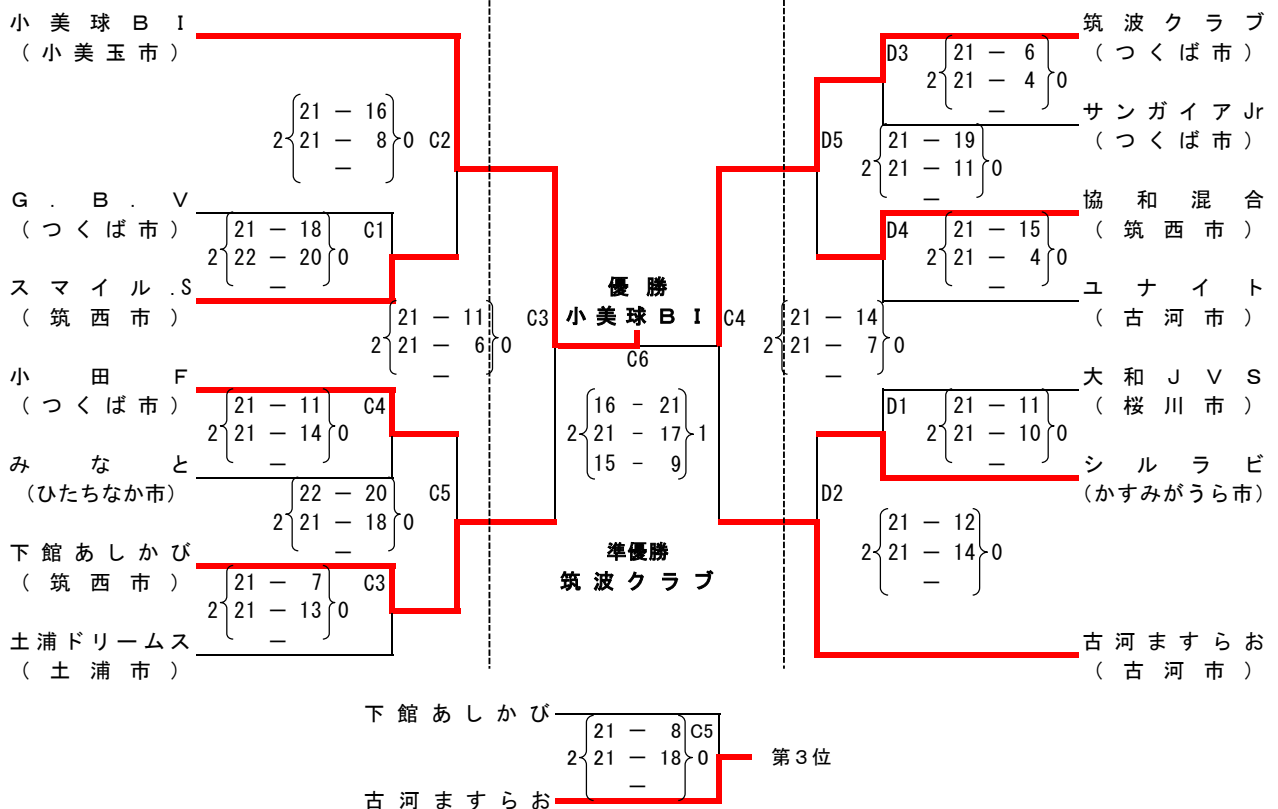 小美球ＢＩ
（小美玉市）
21 － 16
2 21 － 8 0 C2
－
Ｇ．Ｂ．Ｖ
（つくば市）
21 － 18 C1
2 22 － 20 0
－
スマイル.S
（筑西市）
21 － 11 C3
2 21 － 6 0
－
小田Ｆ
（つくば市）
21 － 11 C4
2 21 － 14 0
－
みなと
（ひたちなか市）
22 － 20 C5
2 21 － 18 0
－
下館あしかび
（筑西市）
21 － 7 C3
2 21 － 13 0
－
土浦ドリームス
（土浦市）
優勝
小美球ＢＩ
C6
16 - 21
2 21 - 17 1
15 - 9
準優勝
筑波クラブ
筑波クラブ
（つくば市）
D3 21 － 6
2 21 － 4 0
－
サンガイアJr
（つくば市）
D5 21 － 19
2 21 － 11 0
－
協和混合
（筑西市）
D4 21 － 15
2 21 － 4 0
－
ユナイト
（古河市）
C4 21 － 14
2 21 － 7 0
－
大和ＪＶＳ
（桜川市）
D1 21 － 11
2 21 － 10 0
－
シルラビ
（かすみがうら市）
D2
21 － 12
2 21 － 14 0
－
古河ますらお
（古河市）
下館あしかび
21 － 8 C5
2 21 － 18 0 第３位
－
古河ますらお